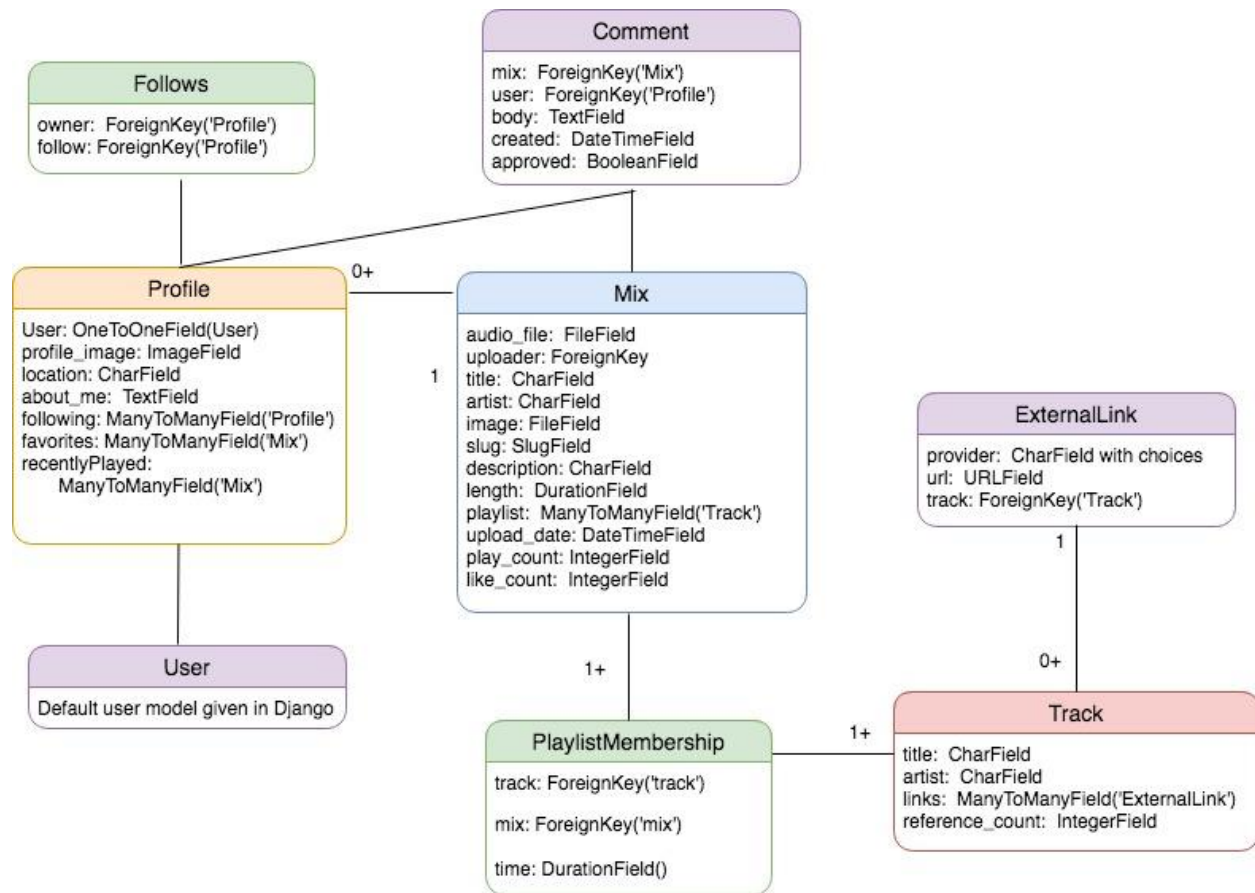 Comment
mix: ForeignKey('Mix')
user: ForeignKey('Profile')
body: TextField
created: DateTimeField
approved: BooleanField
Follows
owner: ForeignKey('Profile')
follow: ForeignKey('Profile')
0+
1
Profile
User: OneToOneField(User)
profile_image: ImageField
location: CharField
about_me: TextField
following: ManyToManyField('Profile')
favorites: ManyToManyField('Mix')
recentlyPlayed:
ManyToManyField('Mix')
Mix
audio_file: FileField
uploader: ForeignKey
title: CharField
artist: CharField
image: FileField
slug: SlugField
description: CharField
length: DurationField
playlist: ManyToManyField('Track')
upload_date: DateTimeField
play_count: IntegerField
like_count: IntegerField
ExternalLink
provider: CharField with choices
url: URLField
track: ForeignKey('Track')
1
0+
User
Default user model given in Django
1+
PlaylistMembership
track: ForeignKey('track')
mix: ForeignKey('mix')
time: DurationField()
1+
Track
title: CharField
artist: CharField
links: ManyToManyField('ExternalLink')
reference_count: IntegerField